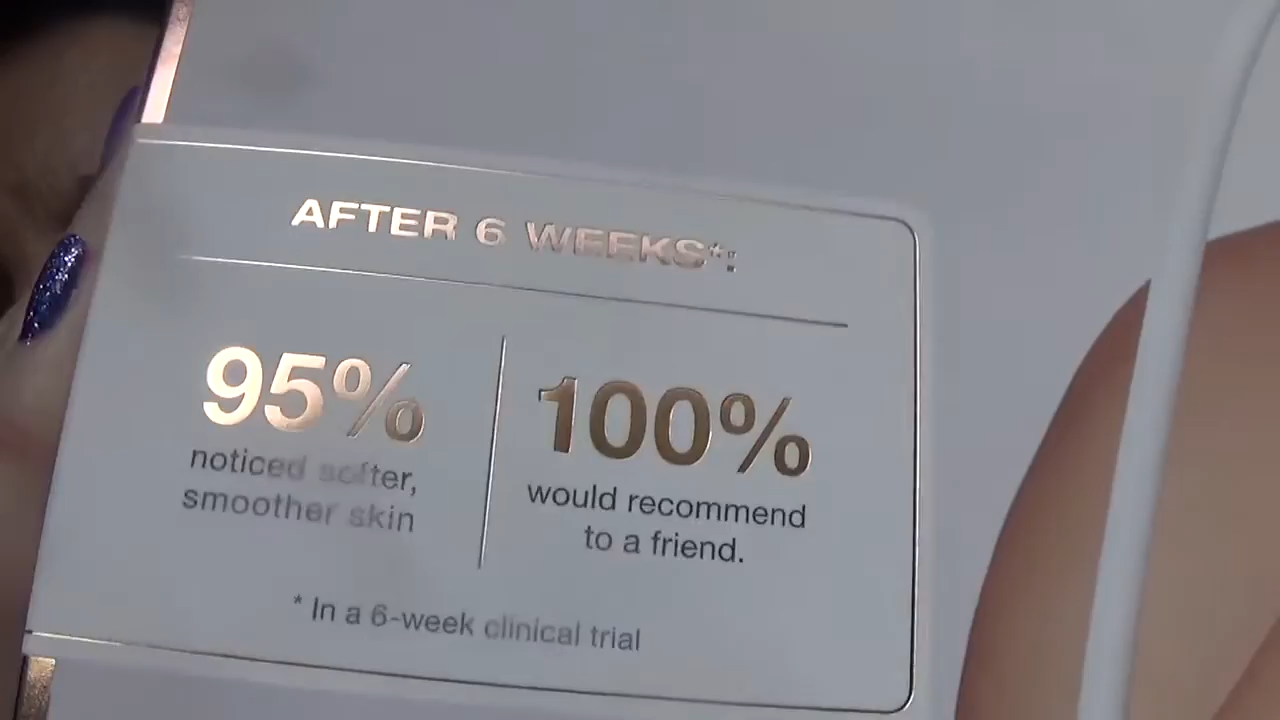 AFTER 6 WEEKS*:
95%
noticed softer,
smoother skin
100%
would recommend
to a friend.
* In a 6-week clinical trial